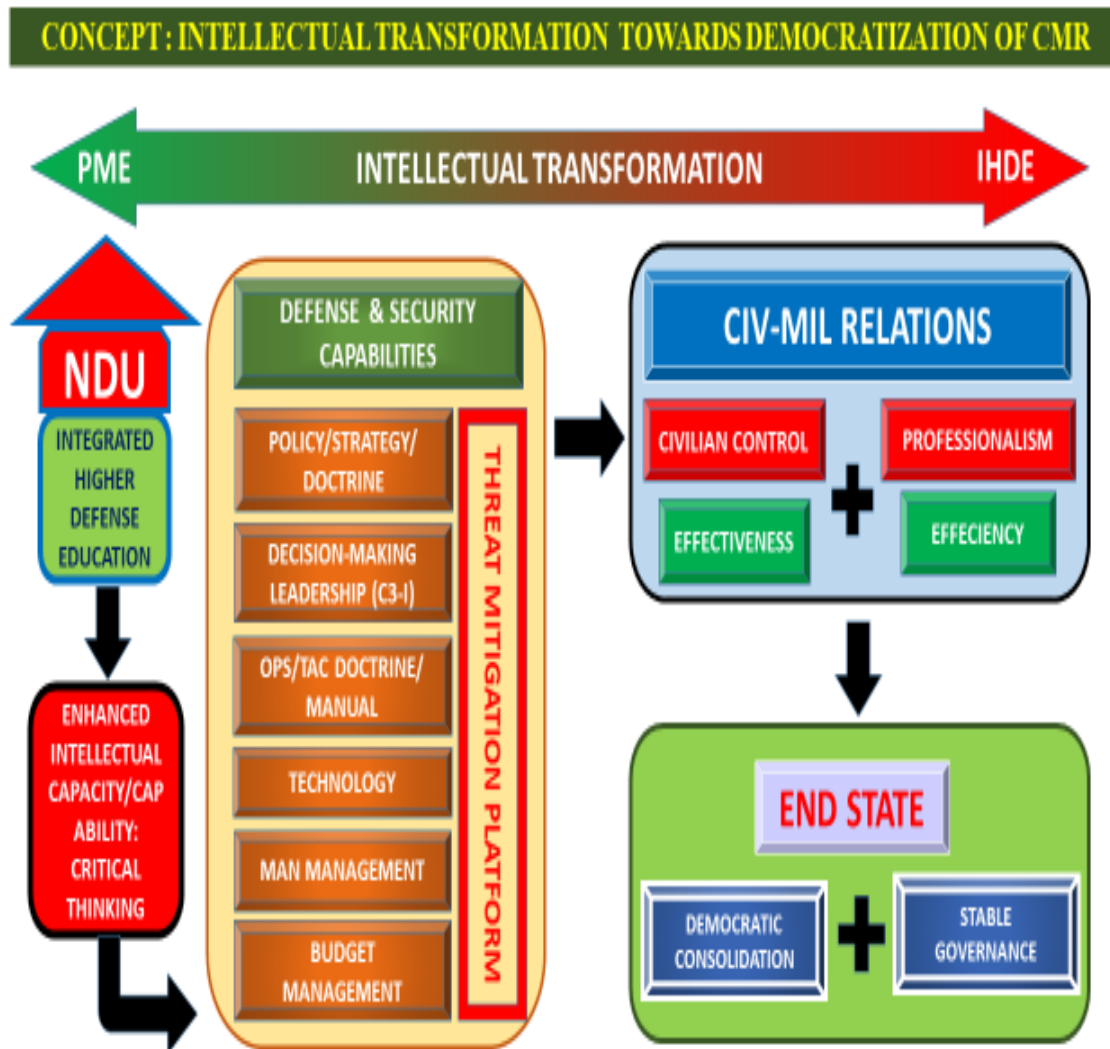 CONCEPT : INTELLECTUAL TRANSFORMATION TOWARDS DEMOCRATIZATION OF CMR
PME
INTELLECTUAL TRANSFORMATION
IHDE
NDU
INTEGRATED
HIGHER
DEFENSE
EDUCATION
ENHANCED
INTELLECTUAL
CAPACITY/CAP
ABILITY:
CRITICAL
THINKING
DEFENSE & SECURITY
CAPABILITIES
POLICY/STRATEGY/
DOCTRINE
DECISION-MAKING
LEADERSHIP (C3-I)
OPS/TAC DOCTRINE/
MANUAL
TECHNOLOGY
MAN MANAGEMENT
BUDGET
MANAGEMENT
THREAT MITIGATION PLATFORM
CIV-MIL RELATIONS
CIVILIAN CONTROL
PROFESSIONALISM
EFFECTIVENESS
EFFECIENCY
END STATE
DEMOCRATIC
CONSOLIDATION
STABLE
GOVERNANCE